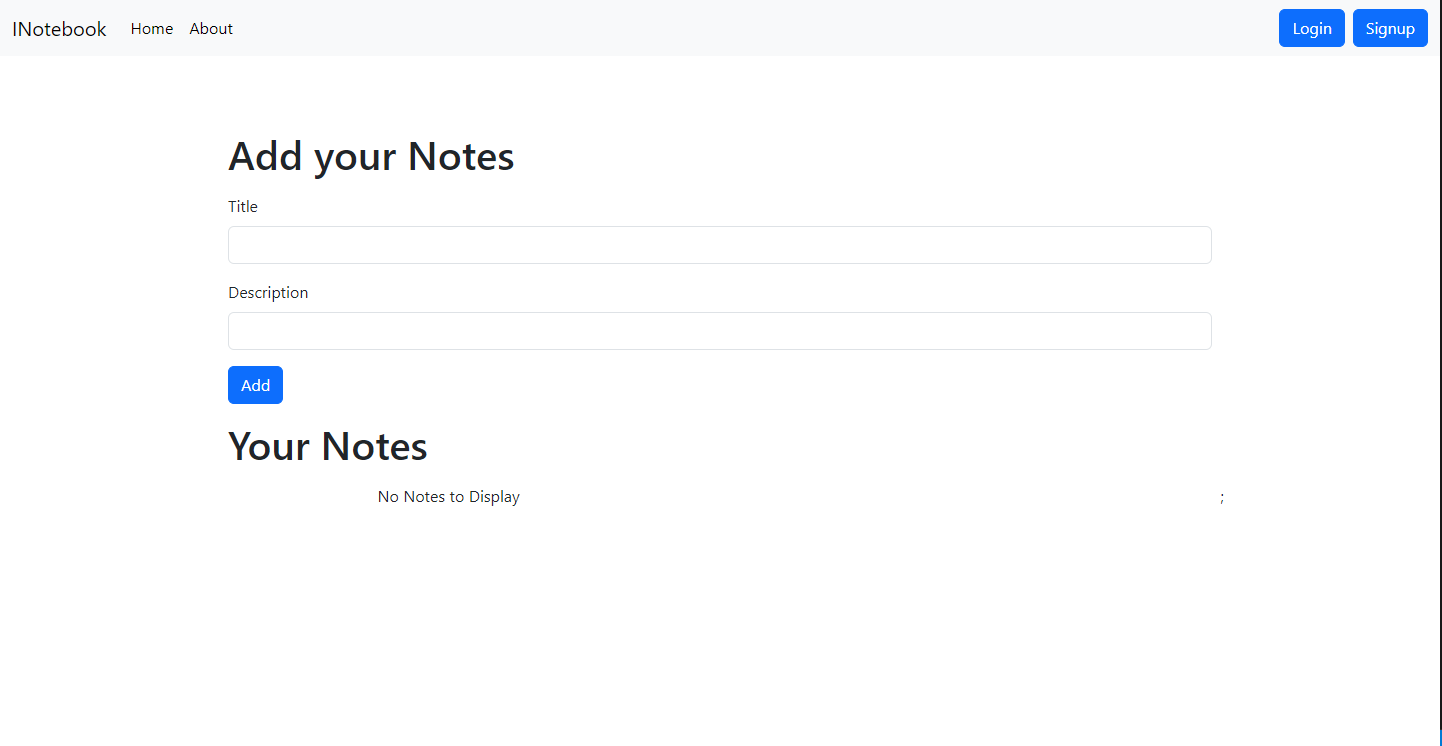 INotebook Home About Login Signup
Add your Notes
Title
Description
Add
Your Notes
No Notes to Display ;